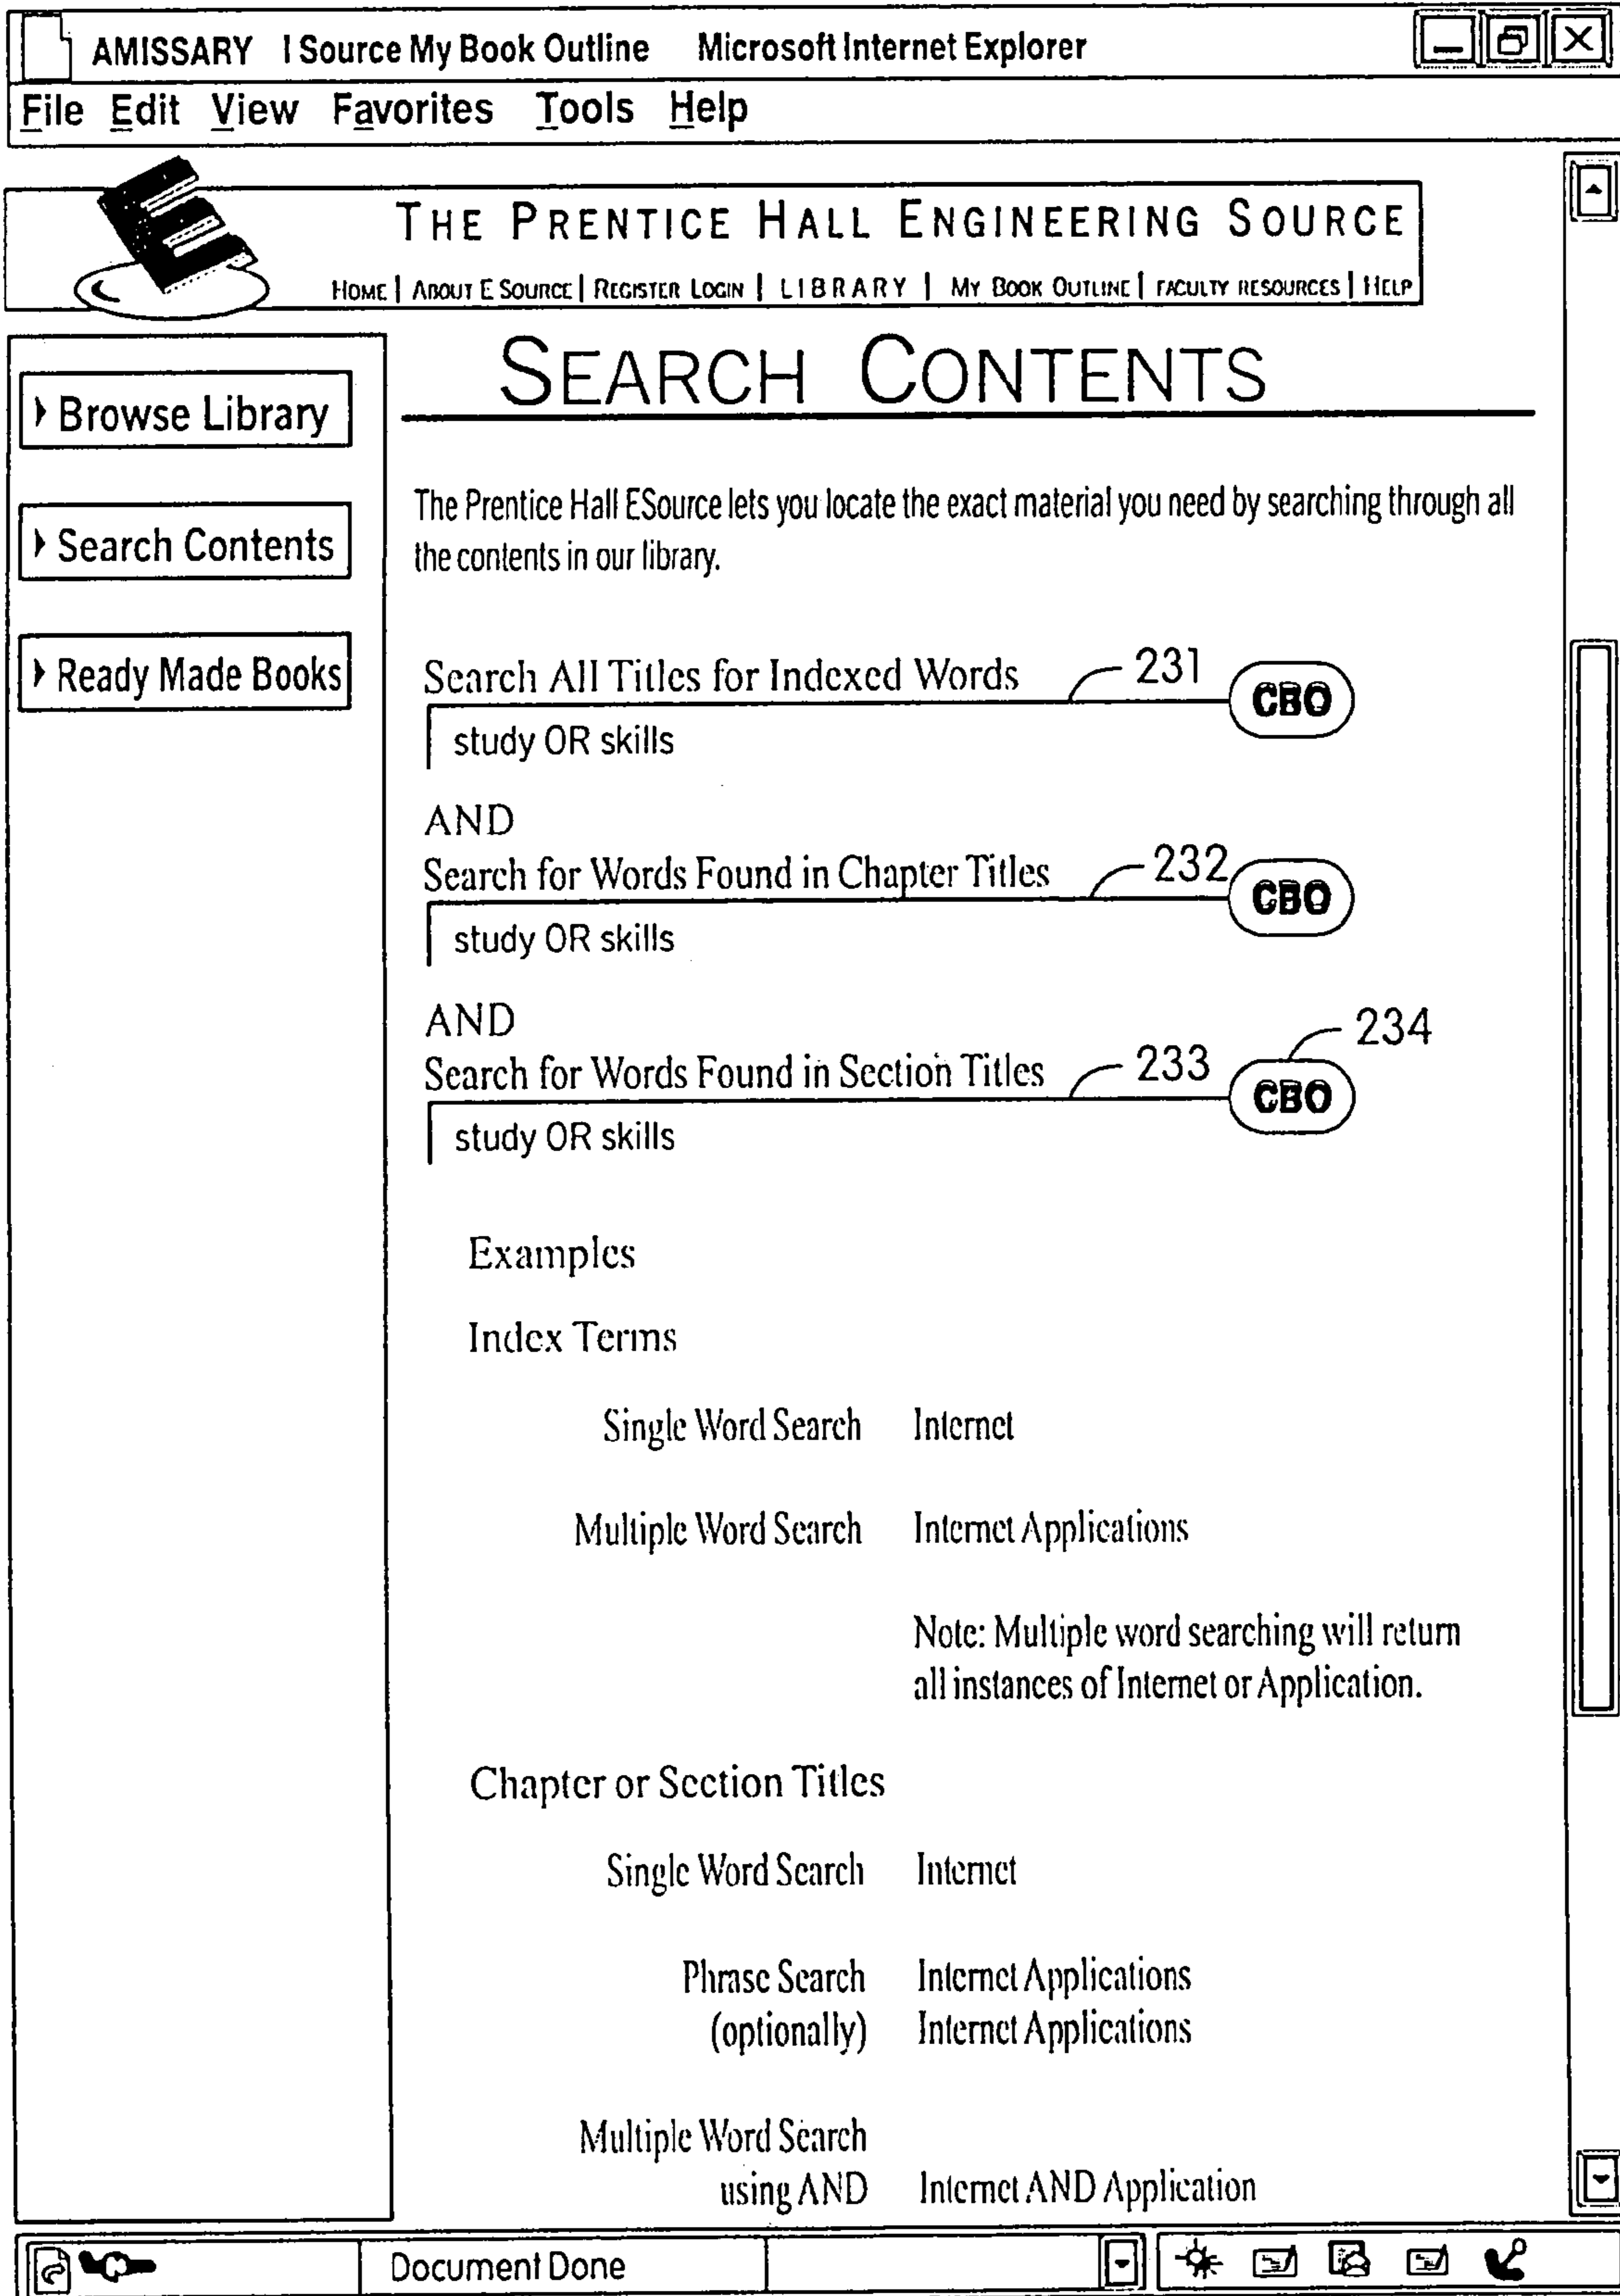 AMISSARY I Source My Book Outline Microsoft Internet Explorer
File Edit View Favorites Tools Help
THE PRENTICE HALL ENGINEERING SOURCE
HOME | ABOUT E SOURCE | REGISTER LOGIN | LIBRARY | MY BOOK OUTLINE | FACULTY RESOURCES | HELP
SEARCH CONTENTS
Browse Library
Search Contents
Ready Made Books
The Prentice Hall ESource lets you locate the exact material you need by searching through all
the contents in our library.
Search All Titles for Indexed Words 231 CBO
study OR skills
AND
Search for Words Found in Chapter Titles 232 CBO
study OR skills
AND
234
Search for Words Found in Section Titles 233 CBO
study OR skills
Examples
Index Terms
Single Word Search Internet
Multiple Word Search Internet Applications
Note: Multiple word searching will return
all instances of Internet or Application.
Chapter or Section Titles
Single Word Search Internet
Phrase Search Internet Applications
(optionally) Internet Applications
Multiple Word Search
using AND Internet AND Application
Document Done